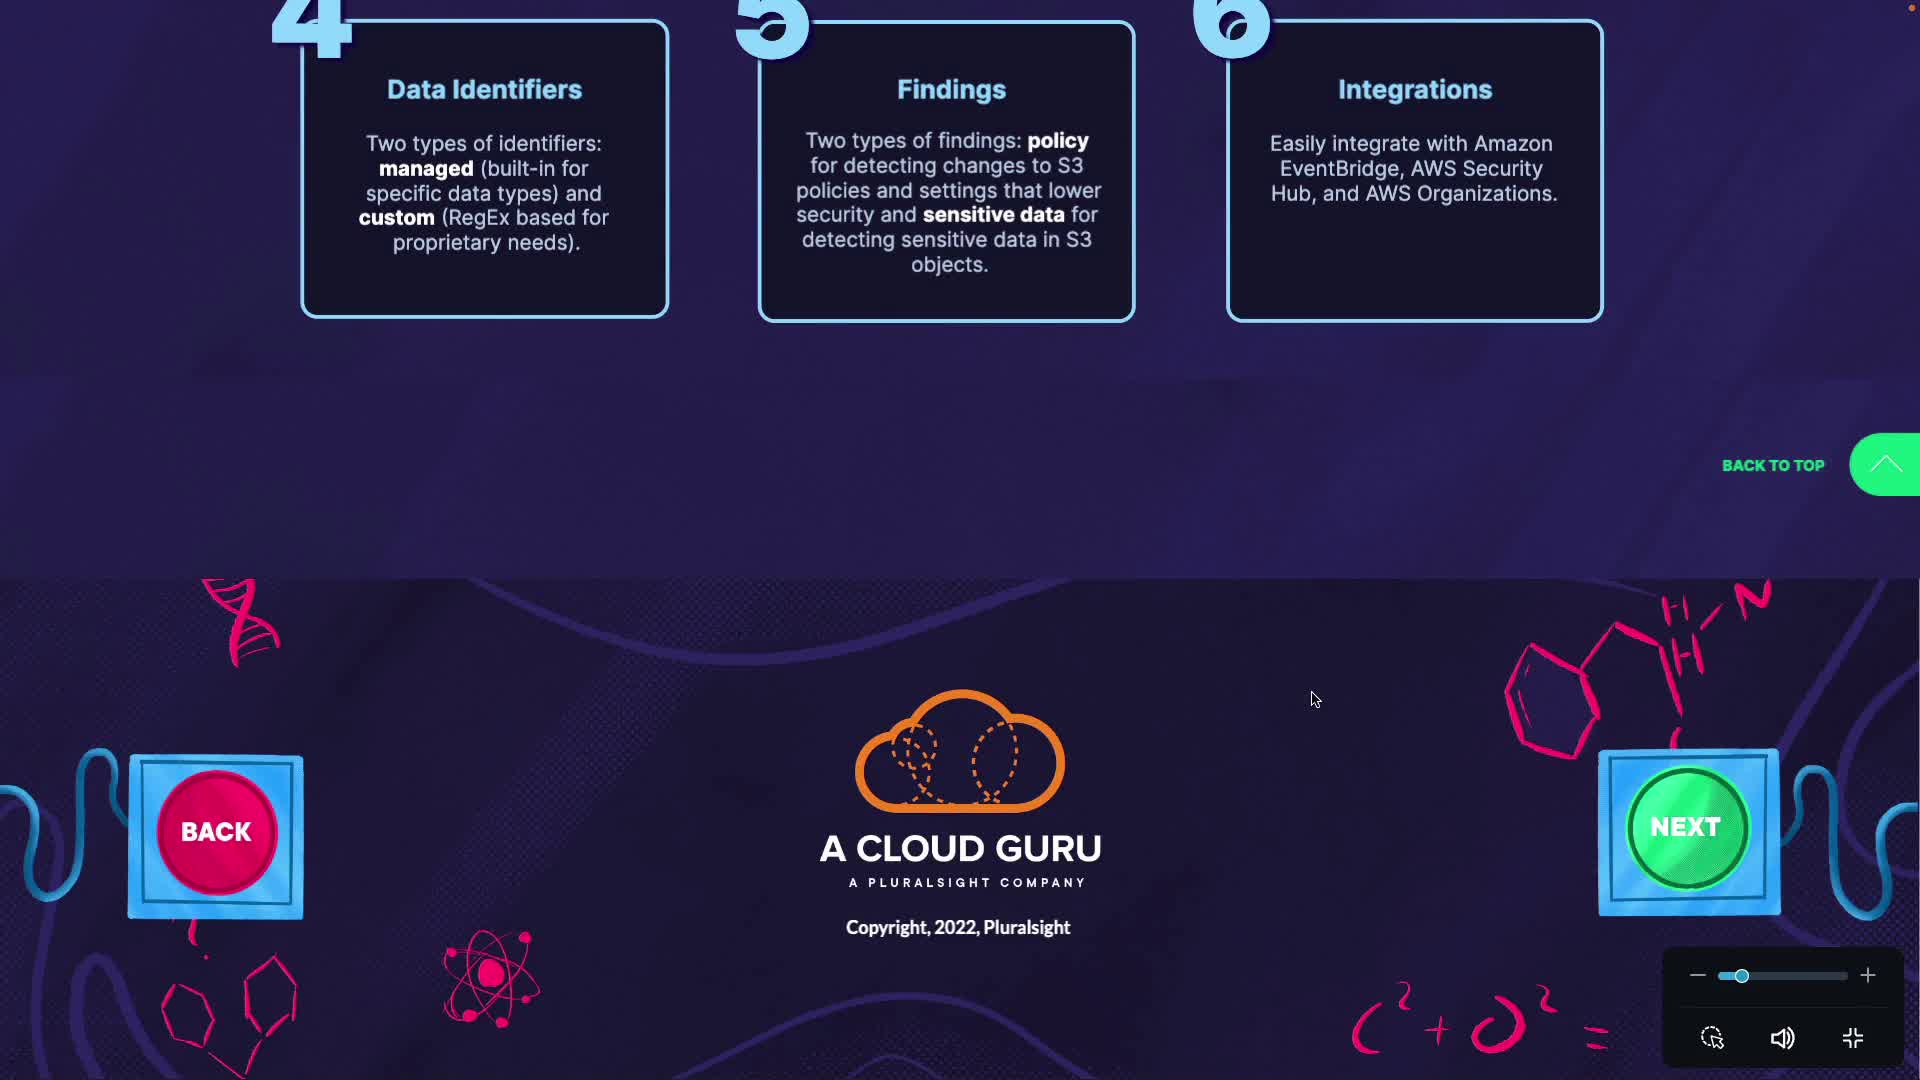 4
5
6
Data Identifiers
Two types of identifiers:
managed (built-in for
specific data types) and
custom (RegEx based for
proprietary needs).
Findings
Two types of findings: policy
for detecting changes to S3
policies and settings that lower
security and sensitive data for
detecting sensitive data in S3
objects.
Integrations
Easily integrate with Amazon
EventBridge, AWS Security
Hub, and AWS Organizations.
BACK TO TOP
H N
H
BACK
A CLOUD GURU
A PLURALSIGHT COMPANY
Copyright, 2022, Pluralsight
NEXT
C² + O² =